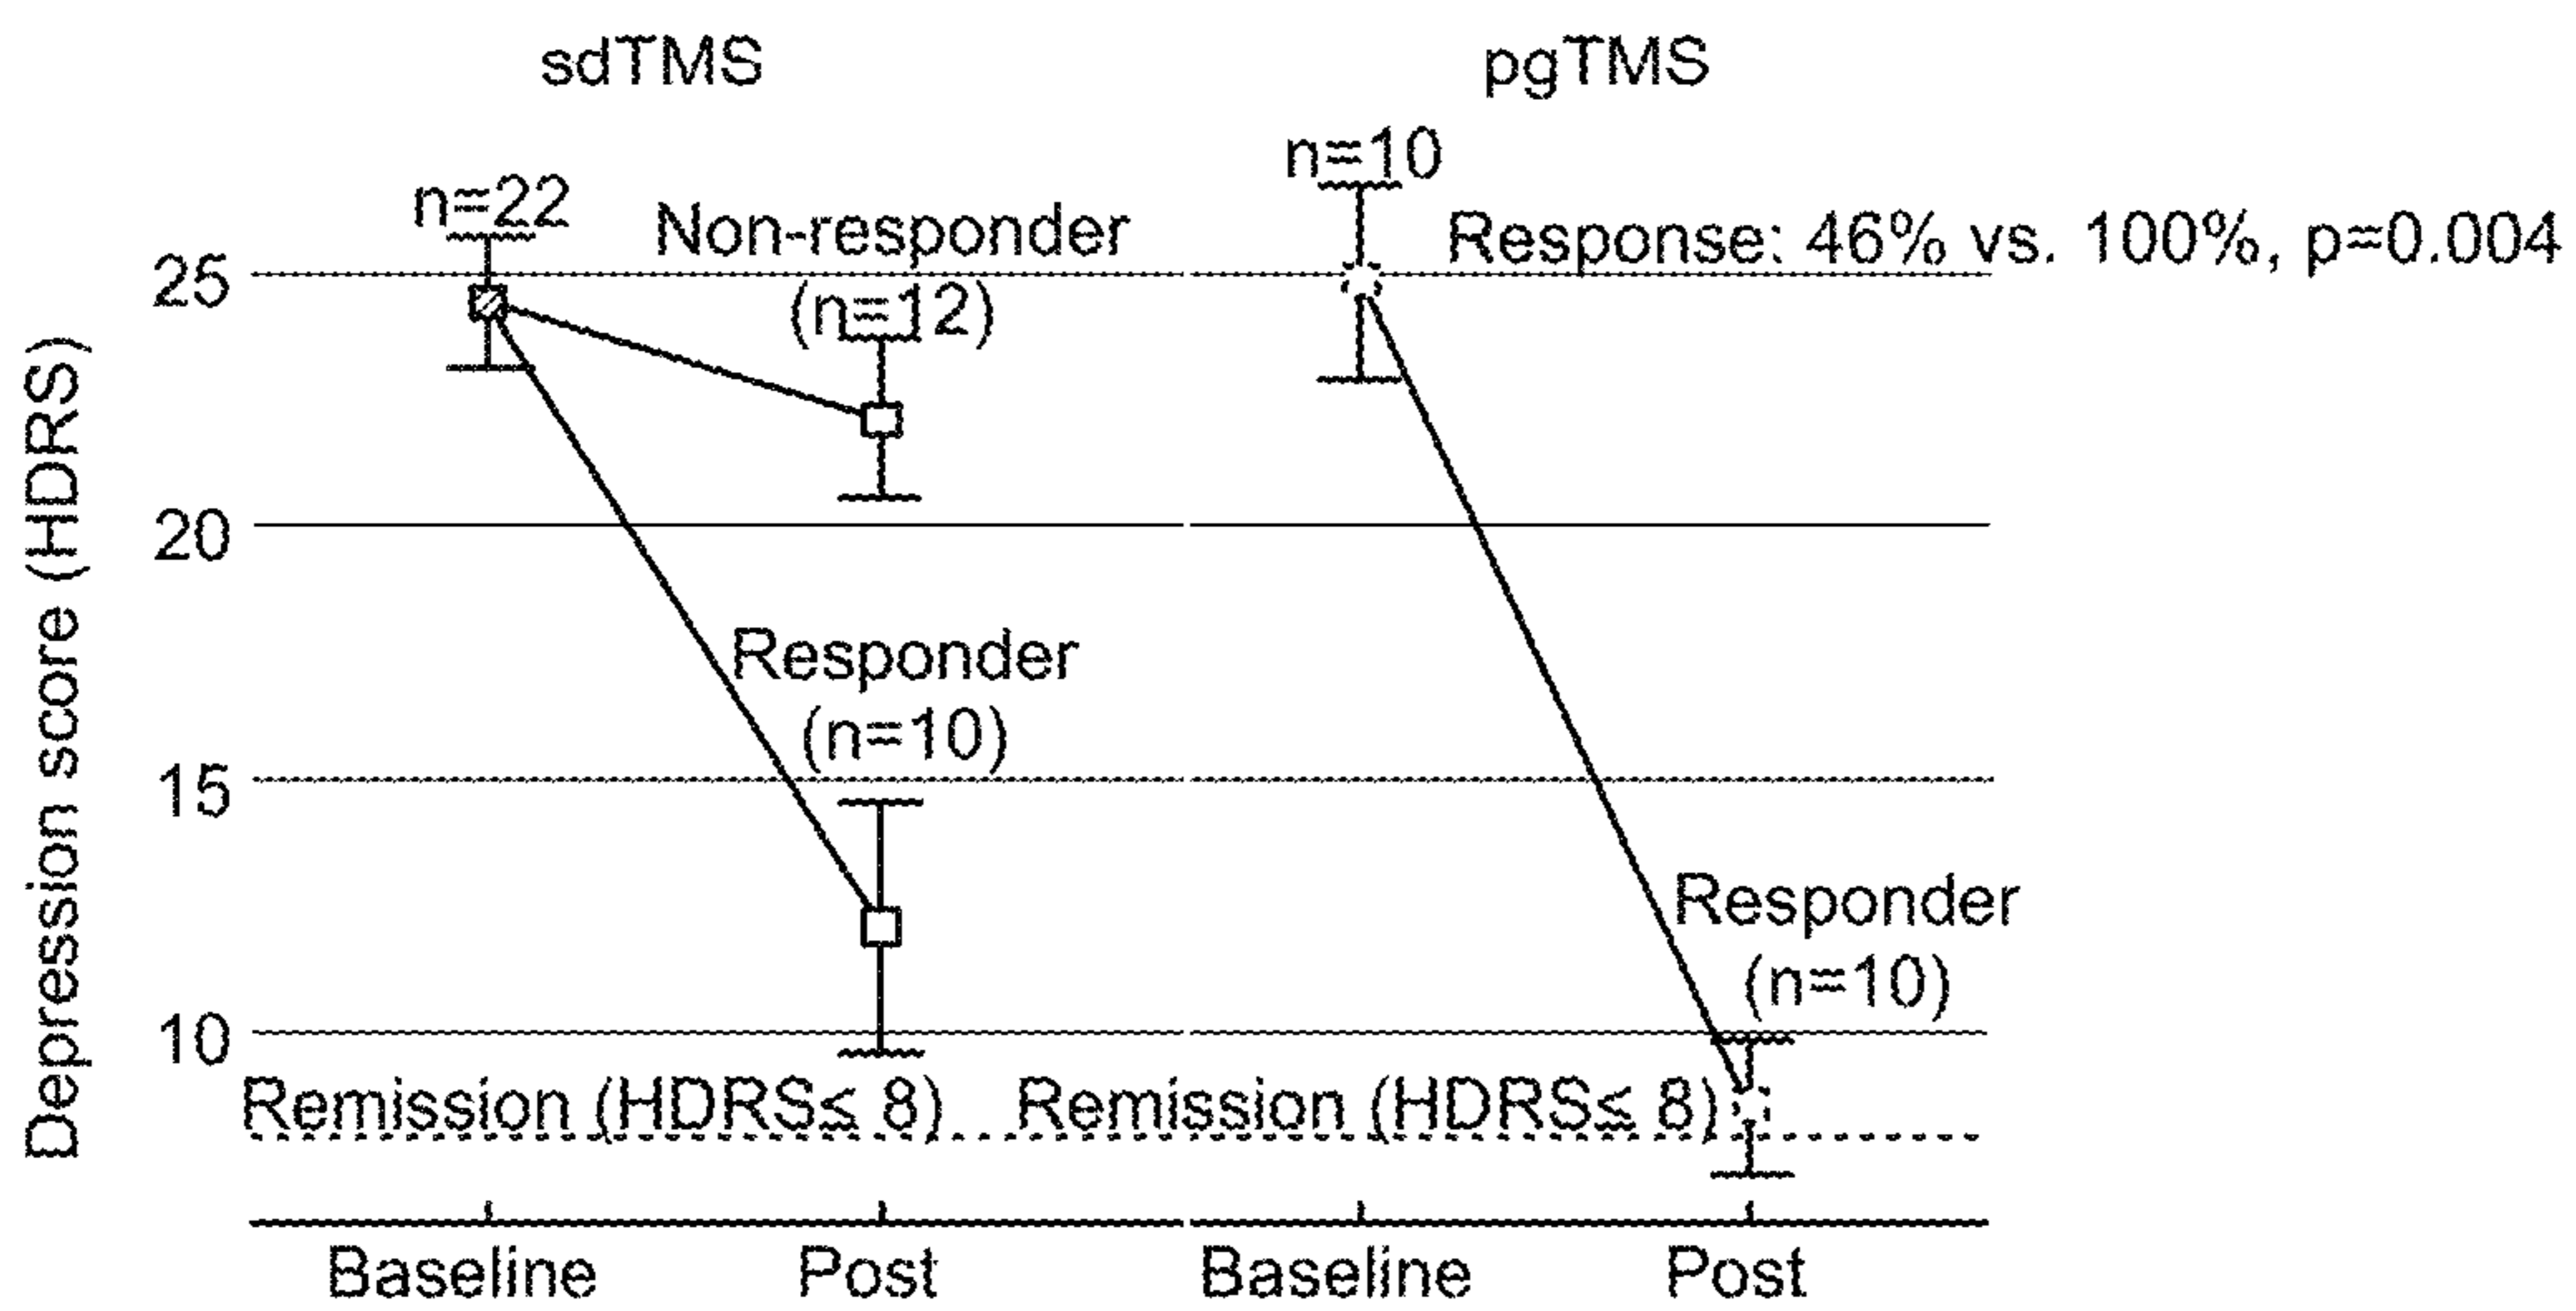 sdTMS
pgTMS
n=22
n=10
Non-responder
(n=12)
Response: 46% vs. 100%, p=0.004
Depression score (HDRS)
25
20
15
10
Responder
(n=10)
Responder
(n=10)
Remission (HDRS≦ 8)
Remission (HDRS≦ 8)
Baseline
Post
Baseline
Post